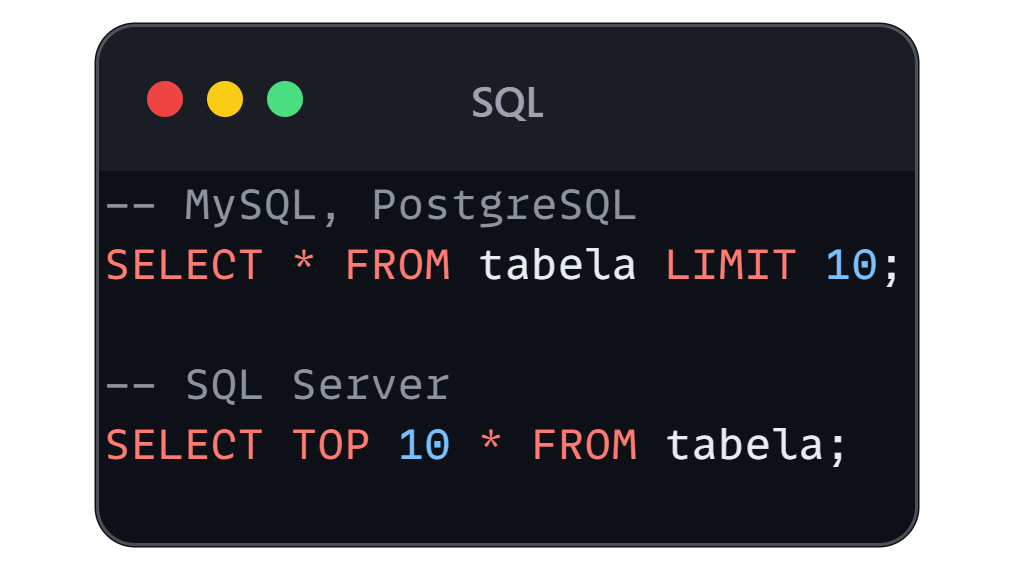 SQL
-- MySQL, PostgreSQL
SELECT * FROM tabela LIMIT 10;
-- SQL Server
SELECT TOP 10 * FROM tabela;